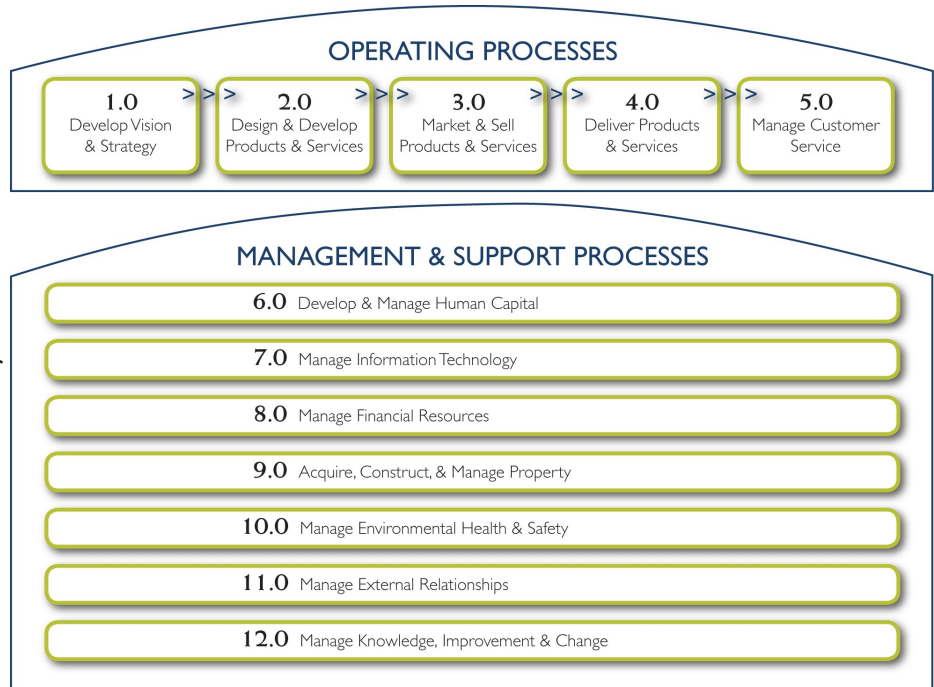 OPERATING PROCESSES
1.0 > > > 2.0 > > > 3.0 > > > 4.0 > > > 5.0
Develop Vision
& Strategy
Design & Develop
Products & Services
Market & Sell
Products & Services
Deliver Products
& Services
Manage Customer
Service
MANAGEMENT & SUPPORT PROCESSES
6.0 Develop & Manage Human Capital
7.0 Manage Information Technology
8.0 Manage Financial Resources
9.0 Acquire, Construct, & Manage Property
10.0 Manage Environmental Health & Safety
11.0 Manage External Relationships
12.0 Manage Knowledge, Improvement & Change